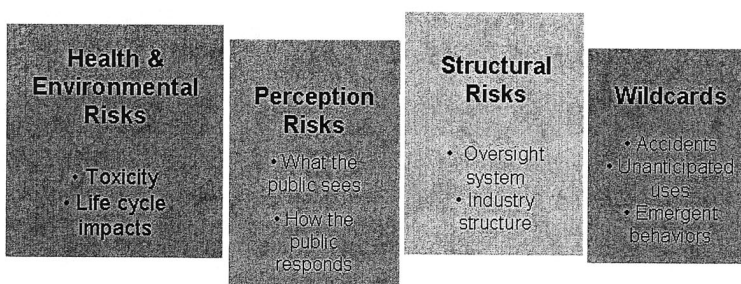 Health &
Environmental
Risks
• Toxicity
• Life cycle
impacts
Perception
Risks
• What the
public sees
• How the
public
responds
Structural
Risks
• Oversight
system
• Industry
structure
Wildcards
• Accidents
• Unanticipated
uses
• Emergent
behaviors